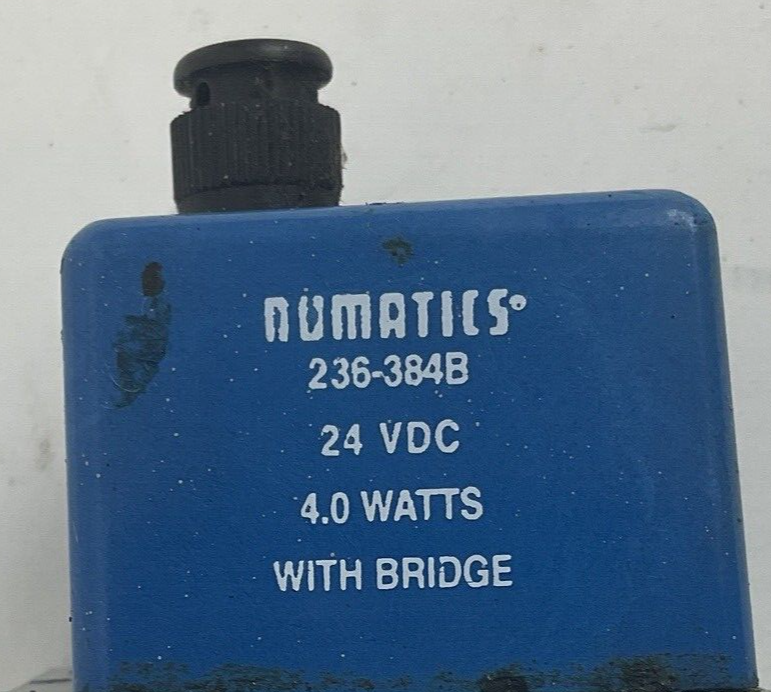 NUMATICS®
236-384B
24 VDC
4.0 WATTS
WITH BRIDGE